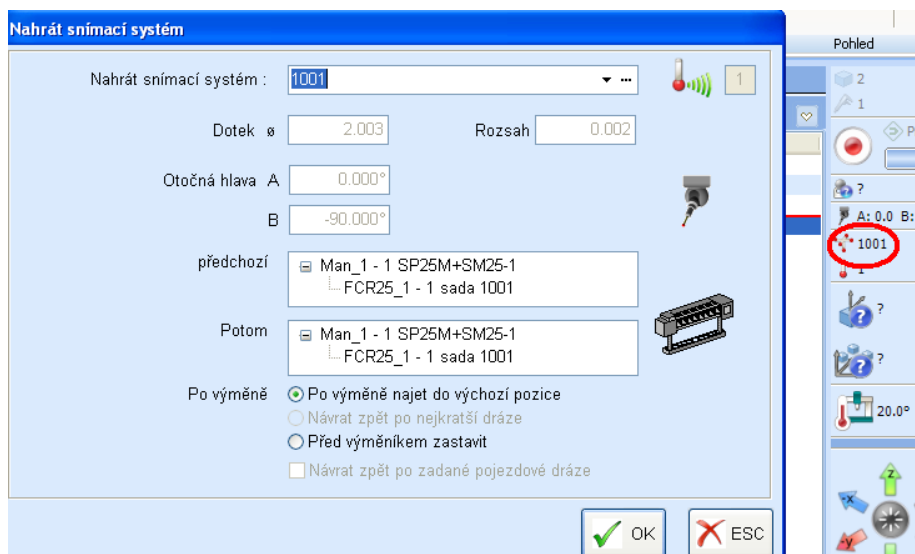 Nahrát snímací systém
Nahrát snímací systém : 1001 1
Dotek ø 2.003 Rozsah 0.002
Otočná hlava A 0.000°
B -90.000°
předchozí
Man_1 - 1 SP25M+SM25-1
FCR25_1 - 1 sada 1001
Potom
Man_1 - 1 SP25M+SM25-1
FCR25_1 - 1 sada 1001
Po výměně Po výměně najet do výchozí pozice
Návrat zpět po nejkratší dráze
Před výměníkem zastavit
Návrat zpět po zadané pojezdové dráze
OK ESC
Pohled
2
1
P
?
A: 0.0 B:
1001
1
?
?
20.0°
z
-x
-y